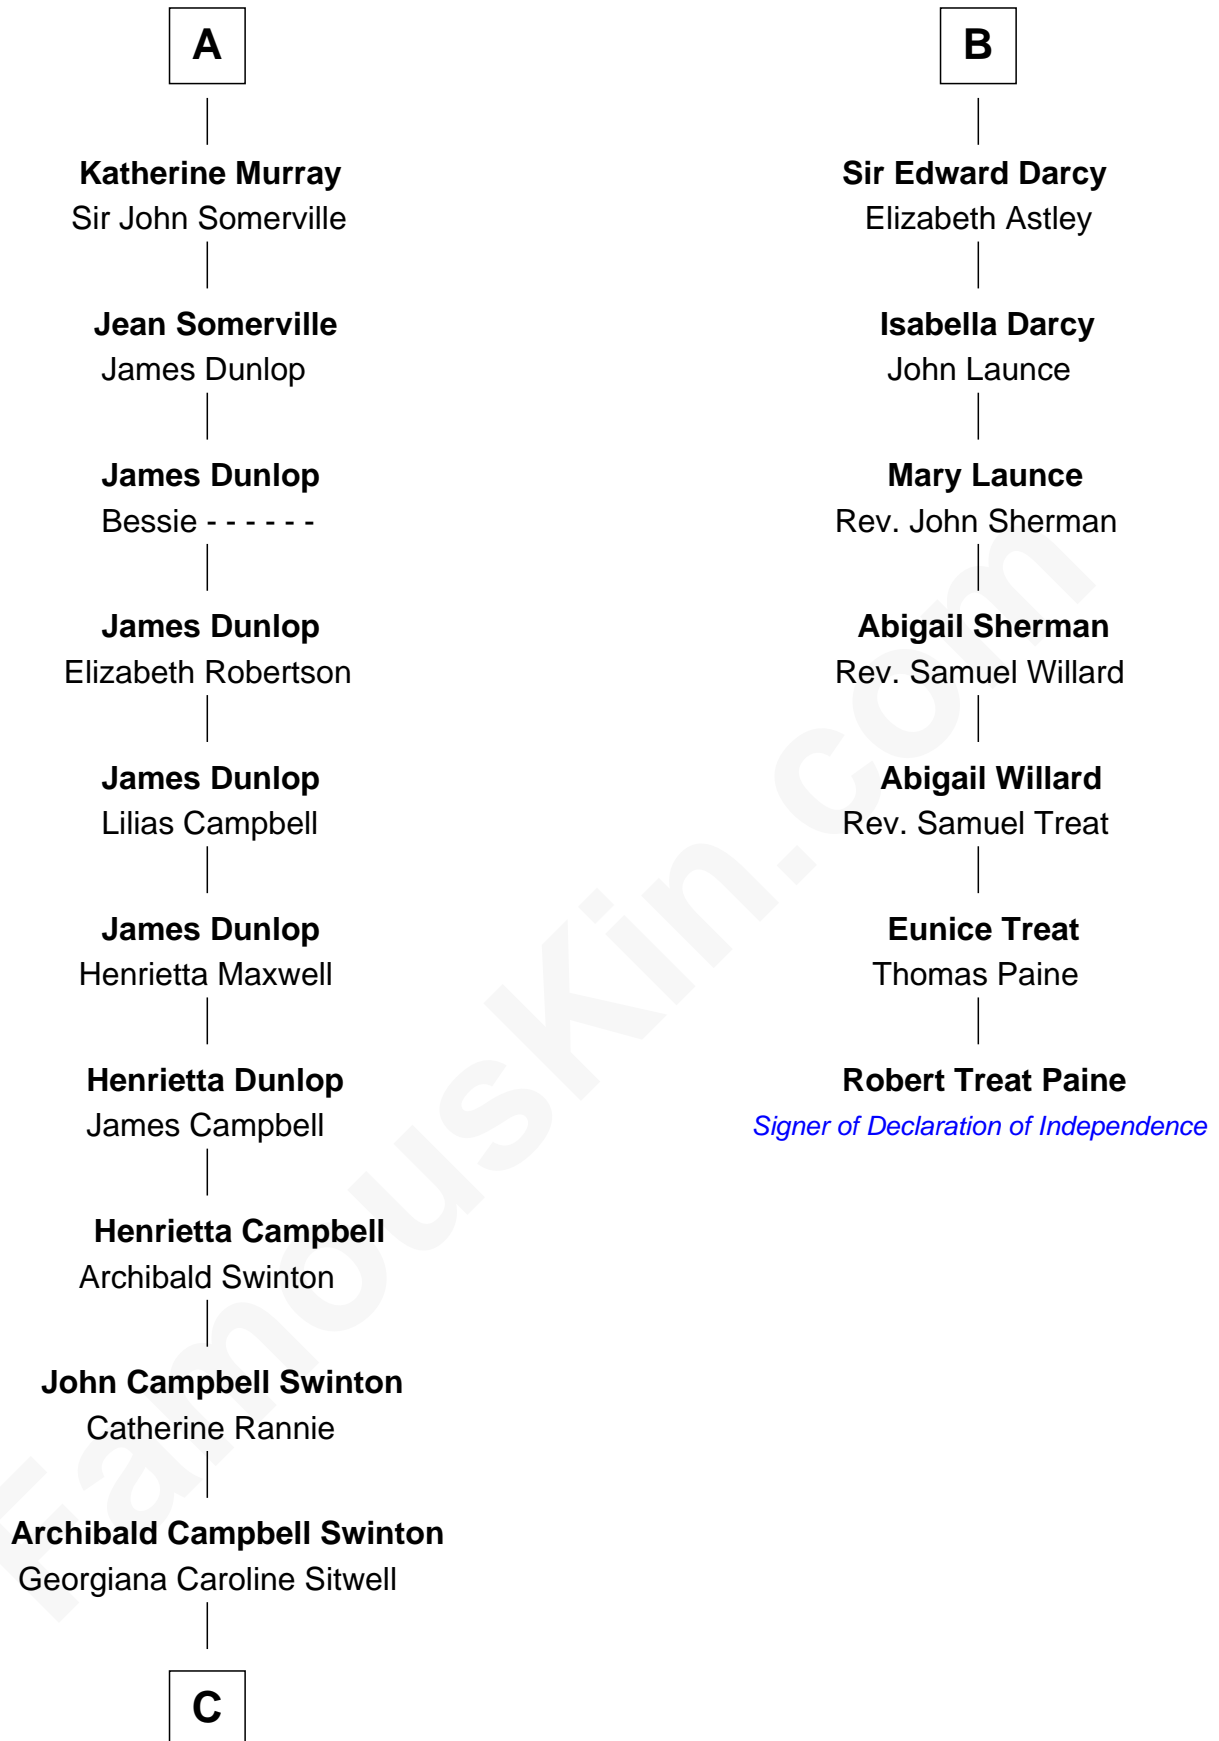 A
Katherine Murray
Sir John Somerville
Jean Somerville
James Dunlop
James Dunlop
Bessie - - - - - -
James Dunlop
Elizabeth Robertson
James Dunlop
Lilias Campbell
James Dunlop
Henrietta Maxwell
Henrietta Dunlop
James Campbell
Henrietta Campbell
Archibald Swinton
John Campbell Swinton
Catherine Rannie
Archibald Campbell Swinton
Georgiana Caroline Sitwell
C
B
Sir Edward Darcy
Elizabeth Astley
Isabella Darcy
John Launce
Mary Launce
Rev. John Sherman
Abigail Sherman
Rev. Samuel Willard
Abigail Willard
Rev. Samuel Treat
Eunice Treat
Thomas Paine
Robert Treat Paine
Signer of Declaration of Independence
FamousKin.com